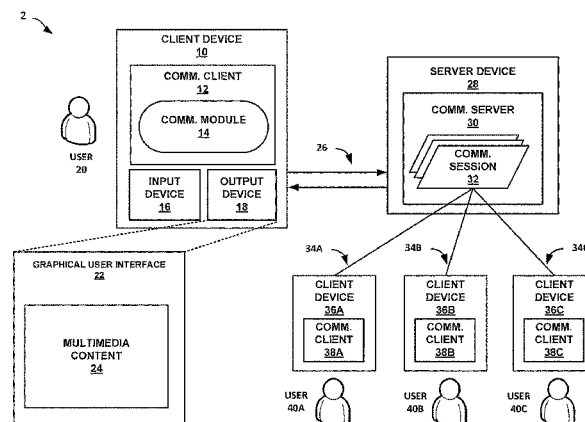 2
CLIENT DEVICE
10
COMM. CLIENT
12
COMM. MODULE
14
USER
20
INPUT
DEVICE
16
OUTPUT
DEVICE
18
26
SERVER DEVICE
28
COMM. SERVER
30
COMM.
SESSION
32
GRAPHICAL USER INTERFACE
22
MULTIMEDIA
CONTENT
24
34A
34B
34C
CLIENT
DEVICE
36A
COMM.
CLIENT
38A
CLIENT
DEVICE
36B
COMM.
CLIENT
38B
CLIENT
DEVICE
36C
COMM.
CLIENT
38C
USER
40A
USER
40B
USER
40C